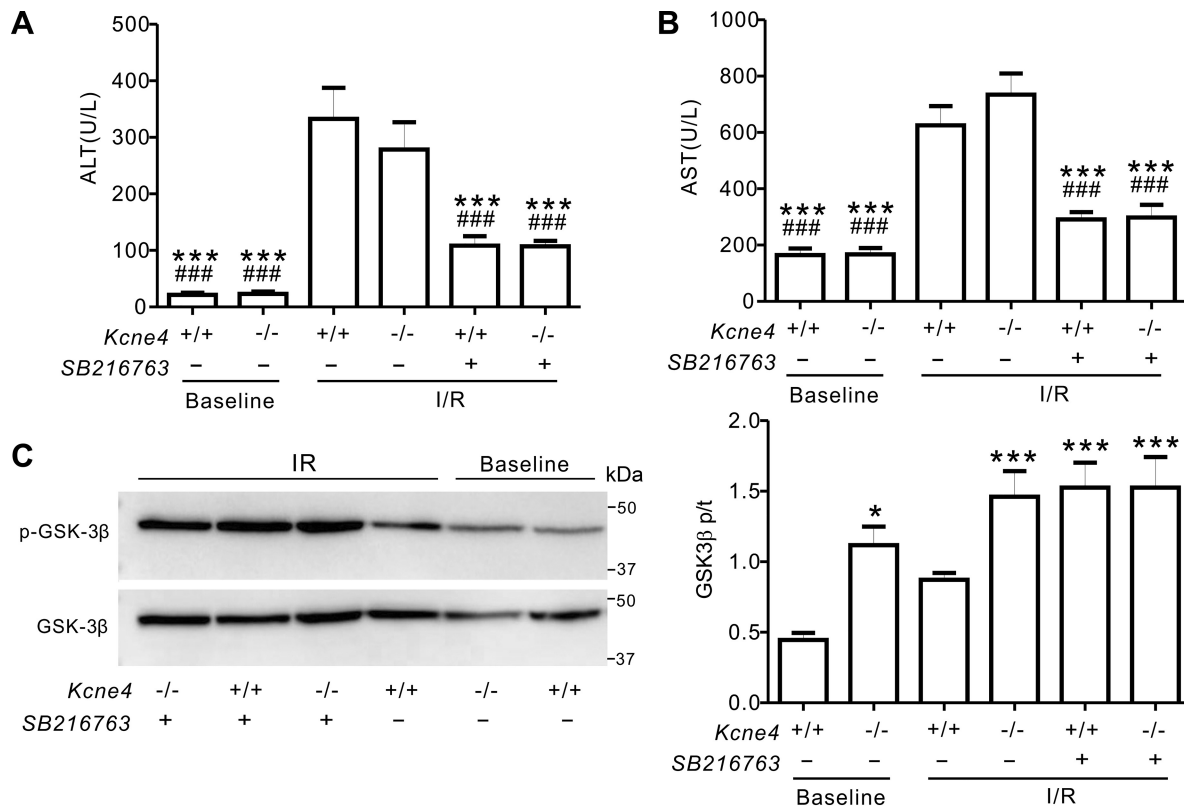 A
ALT(U/L)
500
400
300
200
100
0
*** *** *** ***
### ### ### ###
Kcne4 +/+ -/- +/+ -/- +/+ -/-
SB216763 – – – – + +
Baseline I/R
B
AST(U/L)
1000
800
600
400
200
0
*** *** *** ***
### ### ### ###
Kcne4 +/+ -/- +/+ -/- +/+ -/-
SB216763 – – – – + +
Baseline I/R
C
IR Baseline kDa
p-GSK-3β
–50
–37
GSK-3β
–50
–37
Kcne4 -/- +/+ -/- +/+ -/- +/+
SB216763 + + + – – –
GSK3β p/t
2.0
1.5
1.0
0.5
0.0
* *** *** ***
Kcne4 +/+ -/- +/+ -/- +/+ -/-
SB216763 – – – – + +
Baseline I/R